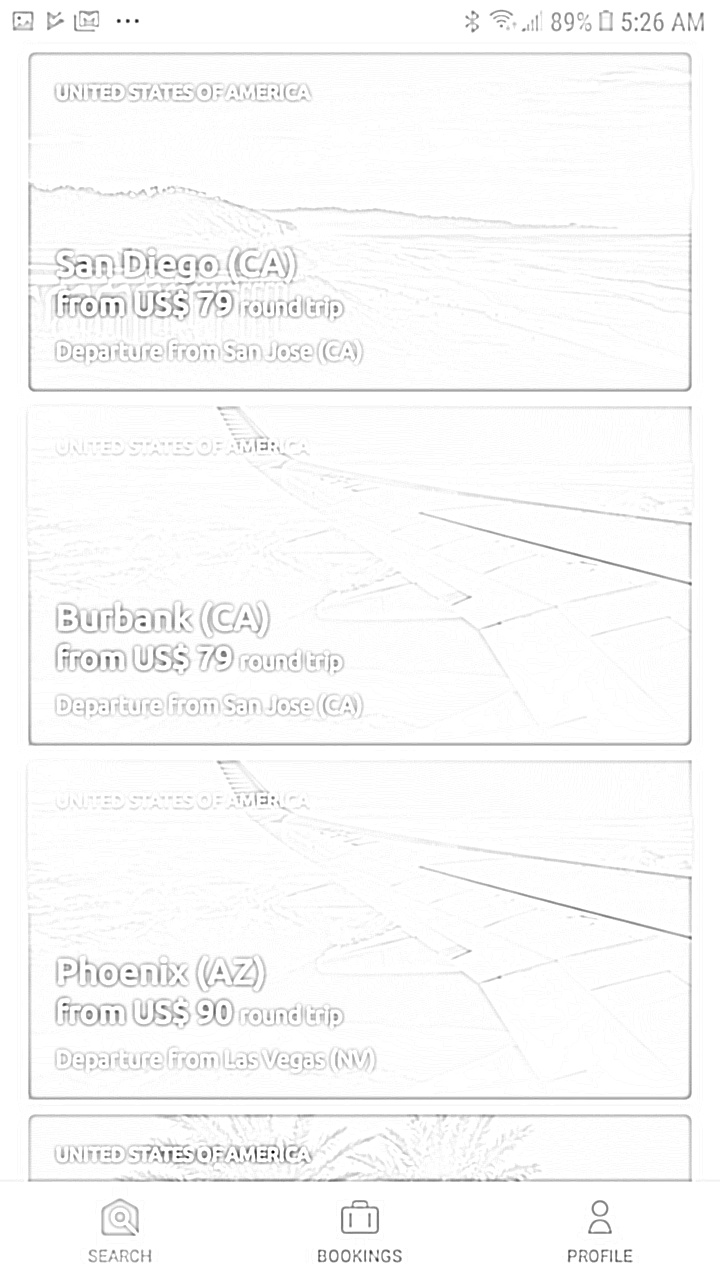 89% 5:26 AM
UNITED STATES OF AMERICA
San Diego (CA)
from US$ 79 round trip
Departure from San Jose (CA)
UNITED STATES OF AMERICA
Burbank (CA)
from US$ 79 round trip
Departure from San Jose (CA)
UNITED STATES OF AMERICA
Phoenix (AZ)
from US$ 90 round trip
Departure from Las Vegas (NV)
UNITED STATES OF AMERICA
SEARCH BOOKINGS PROFILE